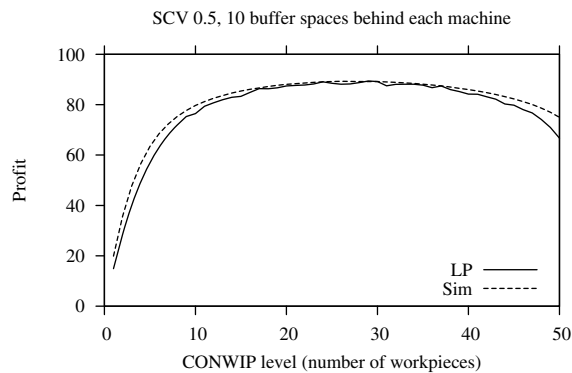 SCV 0.5, 10 buffer spaces behind each machine
100
80
60
40
20
0
Profit
LP
Sim
0 10 20 30 40 50
CONWIP level (number of workpieces)